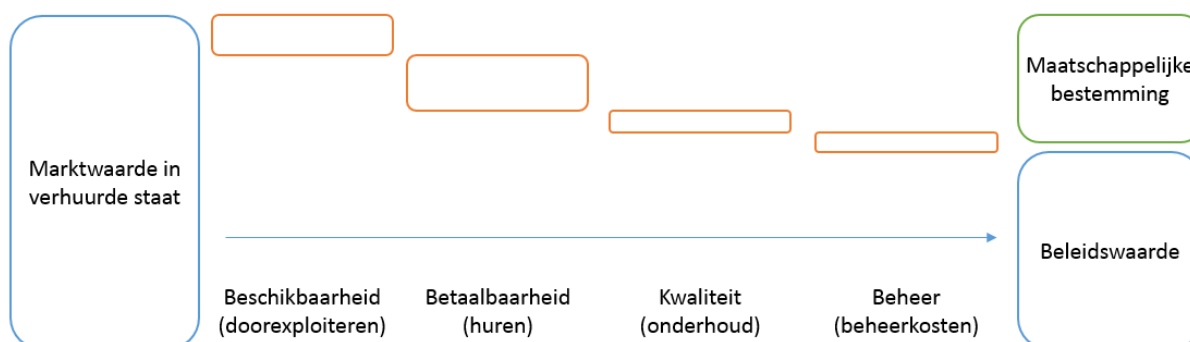 Marktwaarde in
verhuurde staat
Beschikbaarheid
(doorexploiteren)
Betaalbaarheid
(huren)
Kwaliteit
(onderhoud)
Beheer
(beheerkosten)
Maatschappelijke
bestemming
Beleidswaarde